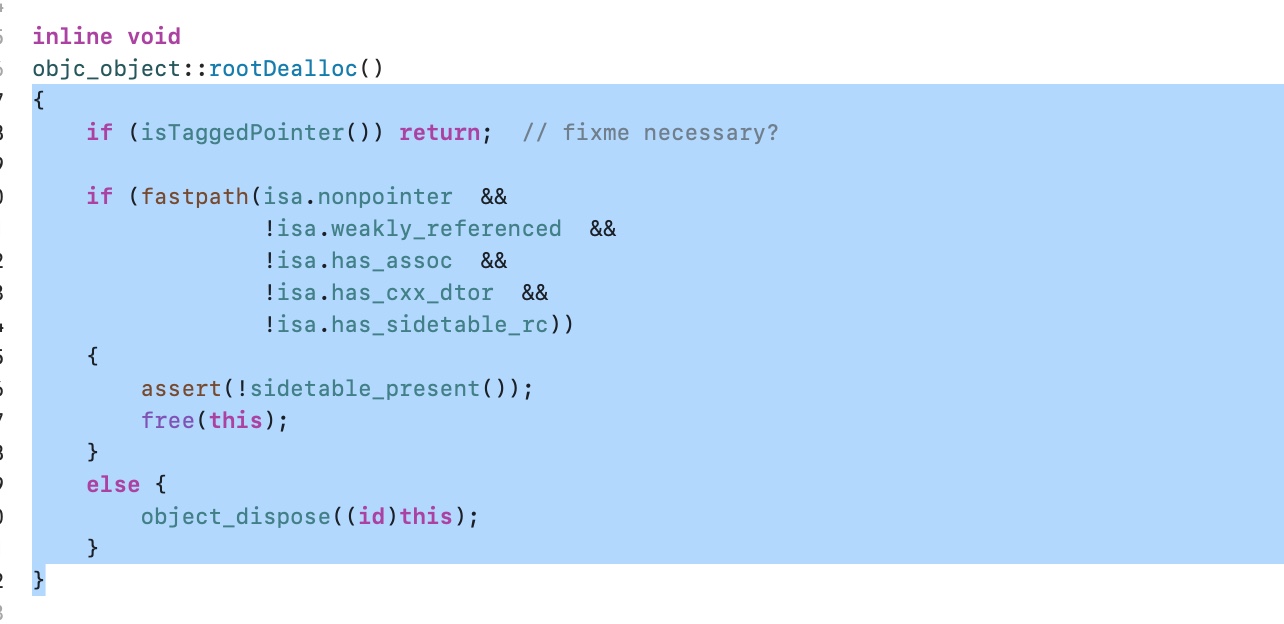 inline void
objc_object::rootDealloc()
{
    if (isTaggedPointer()) return;  // fixme necessary?
    if (fastpath(isa.nonpointer  &&
                 !isa.weakly_referenced  &&
                 !isa.has_assoc  &&
                 !isa.has_cxx_dtor  &&
                 !isa.has_sidetable_rc))
    {
        assert(!sidetable_present());
        free(this);
    }
    else {
        object_dispose((id)this);
    }
}